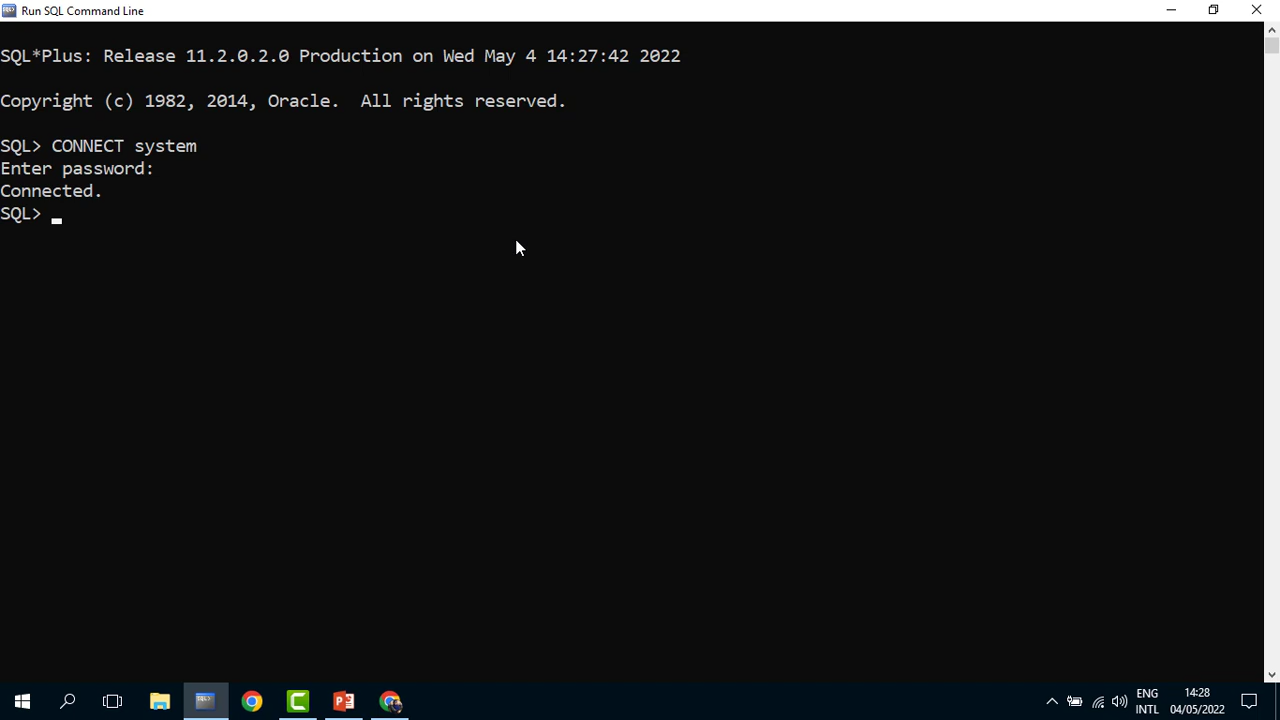 Run SQL Command Line
SQL*Plus: Release 11.2.0.2.0 Production on Wed May 4 14:27:42 2022
Copyright (c) 1982, 2014, Oracle.  All rights reserved.
SQL> CONNECT system
Enter password:
Connected.
SQL>
ENG
INTL
14:28
04/05/2022